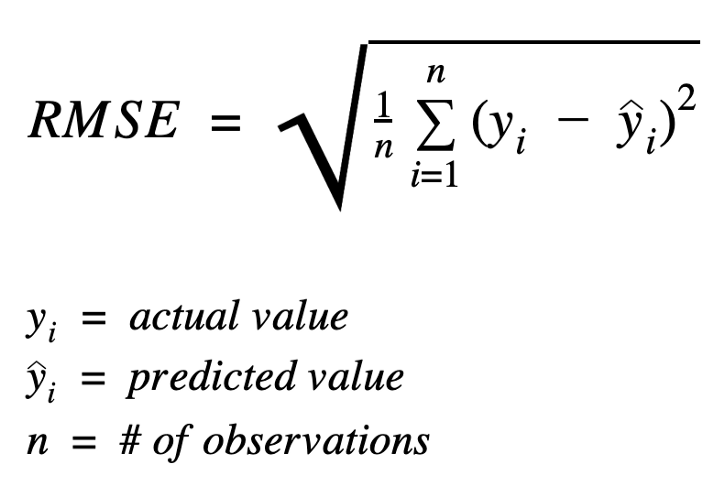 RMSE = √(1/n ∑_{i=1}^{n} (y_i − ŷ_i)²)
y_i = actual value
ŷ_i = predicted value
n = # of observations